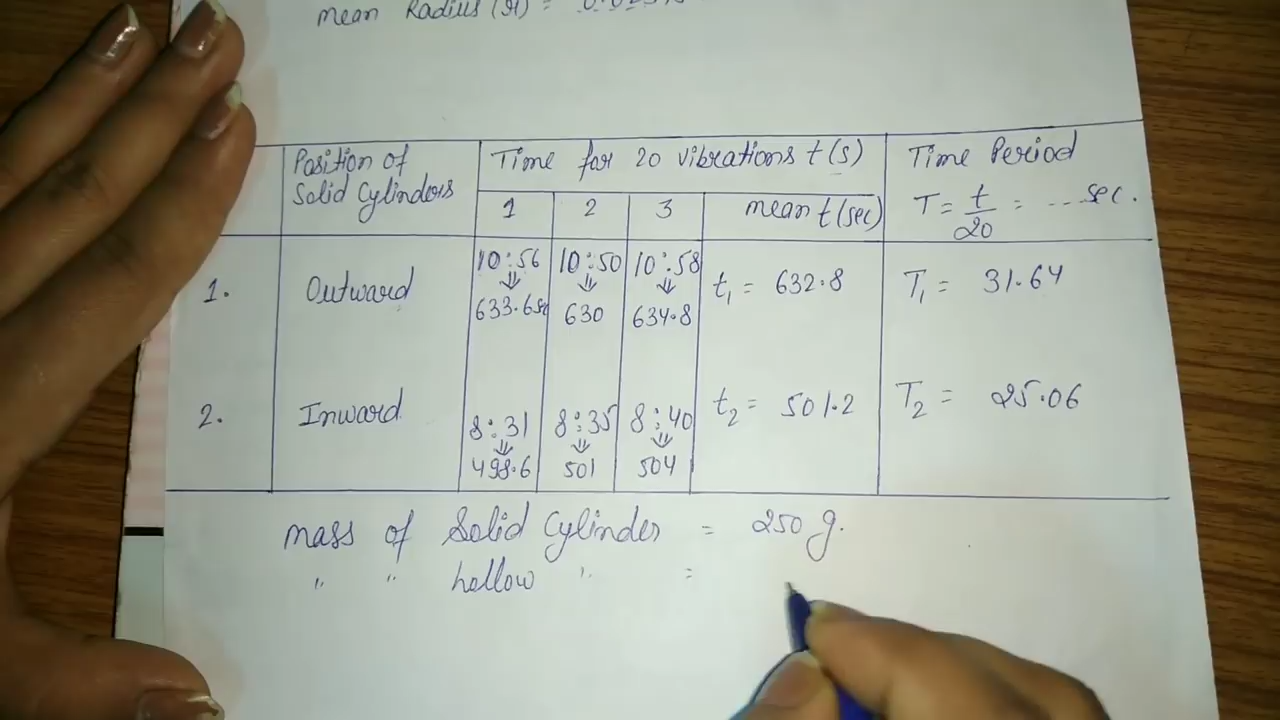 mean Radius (r) =
Position of Solid Cylinders
Time for 20 vibrations t(s)
1 2 3 mean t(sec)
Time Period
T = t/20 = ...sec.
1. Outward 10:56 ⇓ 633.6 10:50 ⇓ 630 10:58 ⇓ 634.8 t₁ = 632.8 T₁ = 31.64
2. Inward 8:31 ⇓ 498.6 8:35 ⇓ 501 8:40 ⇓ 504 t₂ = 501.2 T₂ = 25.06
mass of Solid Cylinder = 250 g.
" " hollow " =